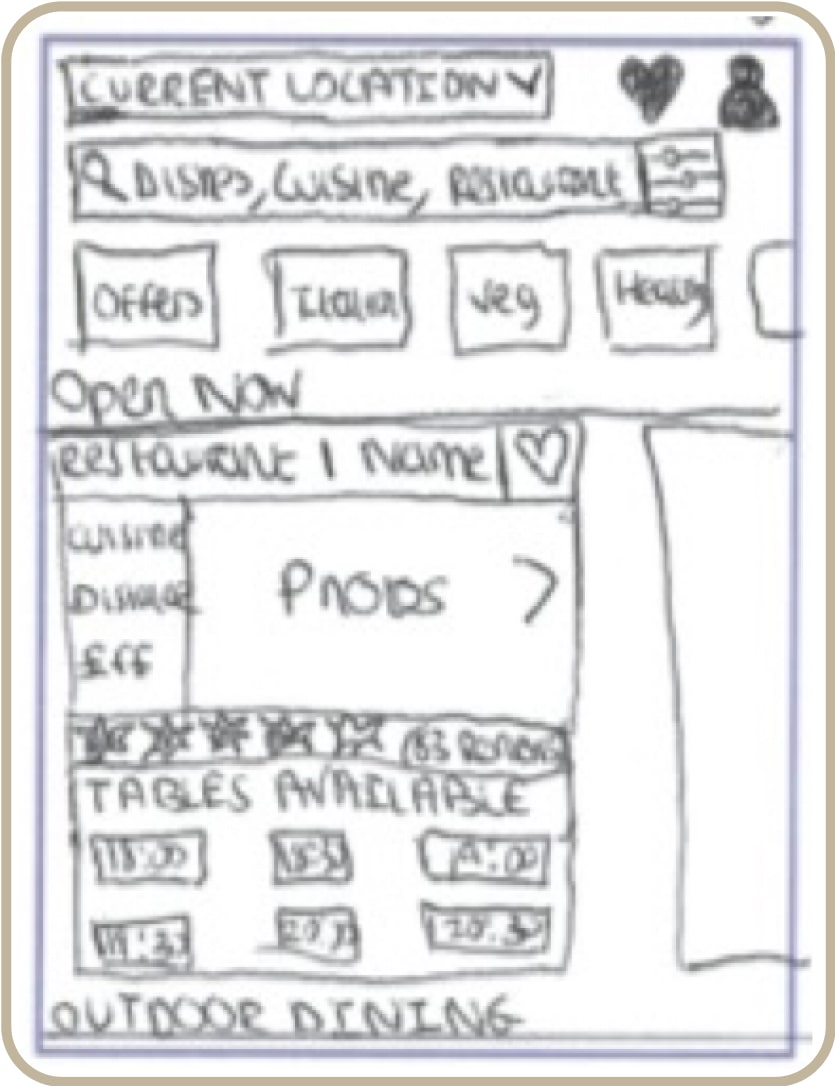 CURRENT LOCATION
Dishes, Cuisine, Restaurant
Offers Italian Veg Healthy
Open Now
Restaurant 1 Name
Cuisine
Distance
£££
Photos
(83 Reviews)
TABLES AVAILABLE
18:00 18:30 19:00
19:30 20:00 20:30
OUTDOOR DINING